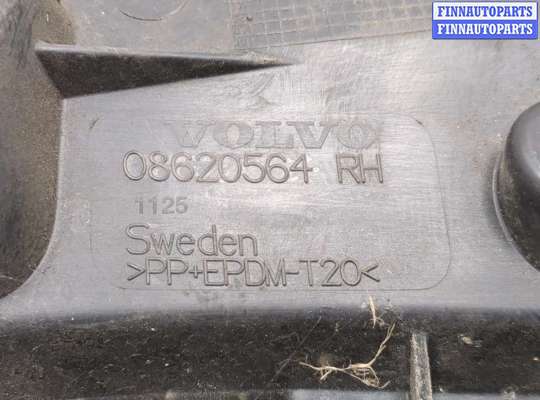 FINNAUTOPARTS
FINNAUTOPARTS
VOLVO
08620564 RH
1125
Sweden
>PP+EPDM-T20<